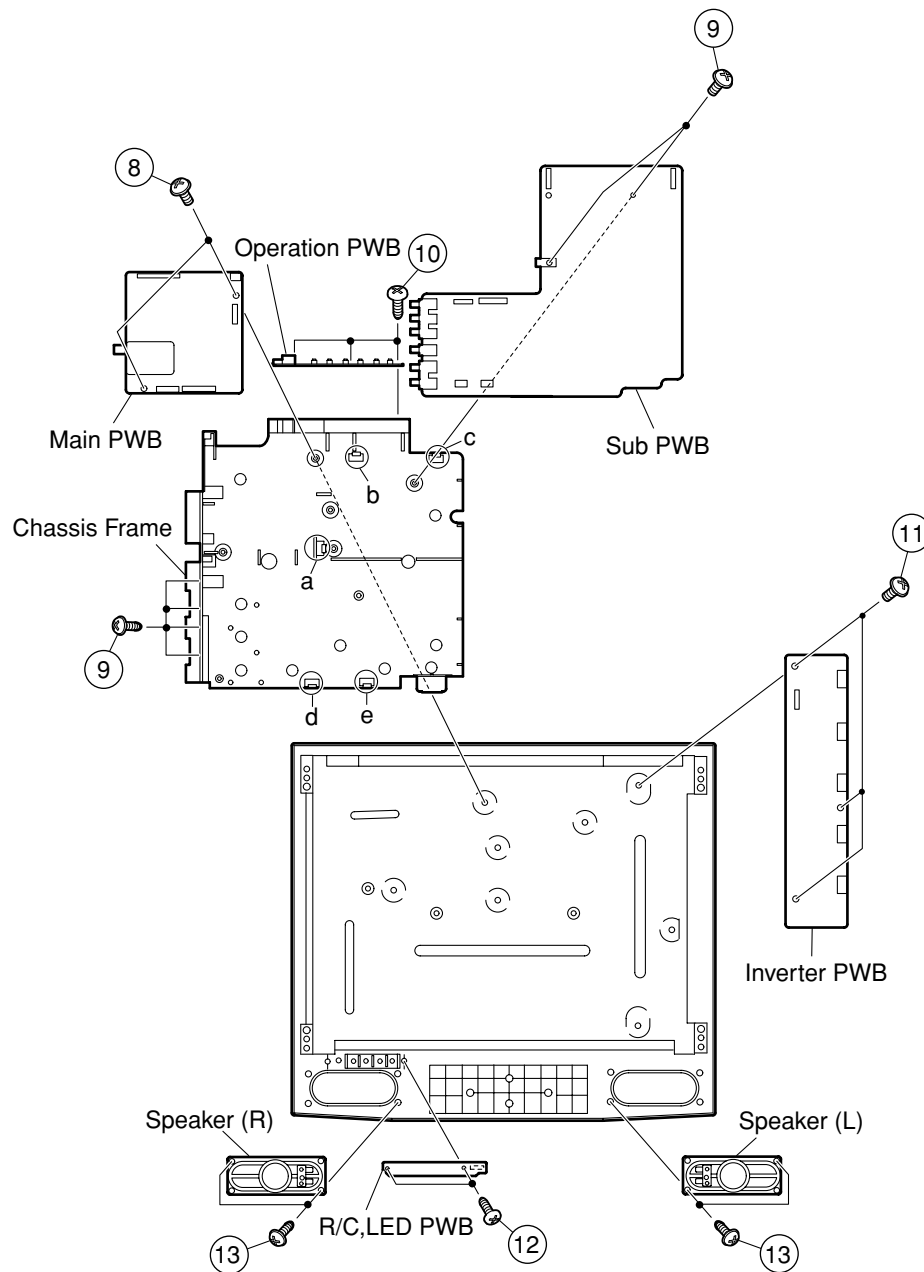 9
8
Operation PWB
10
Main PWB
Sub PWB
c
b
Chassis Frame
11
a
9
d
e
Inverter PWB
Speaker (R)
Speaker (L)
R/C,LED PWB
13
12
13